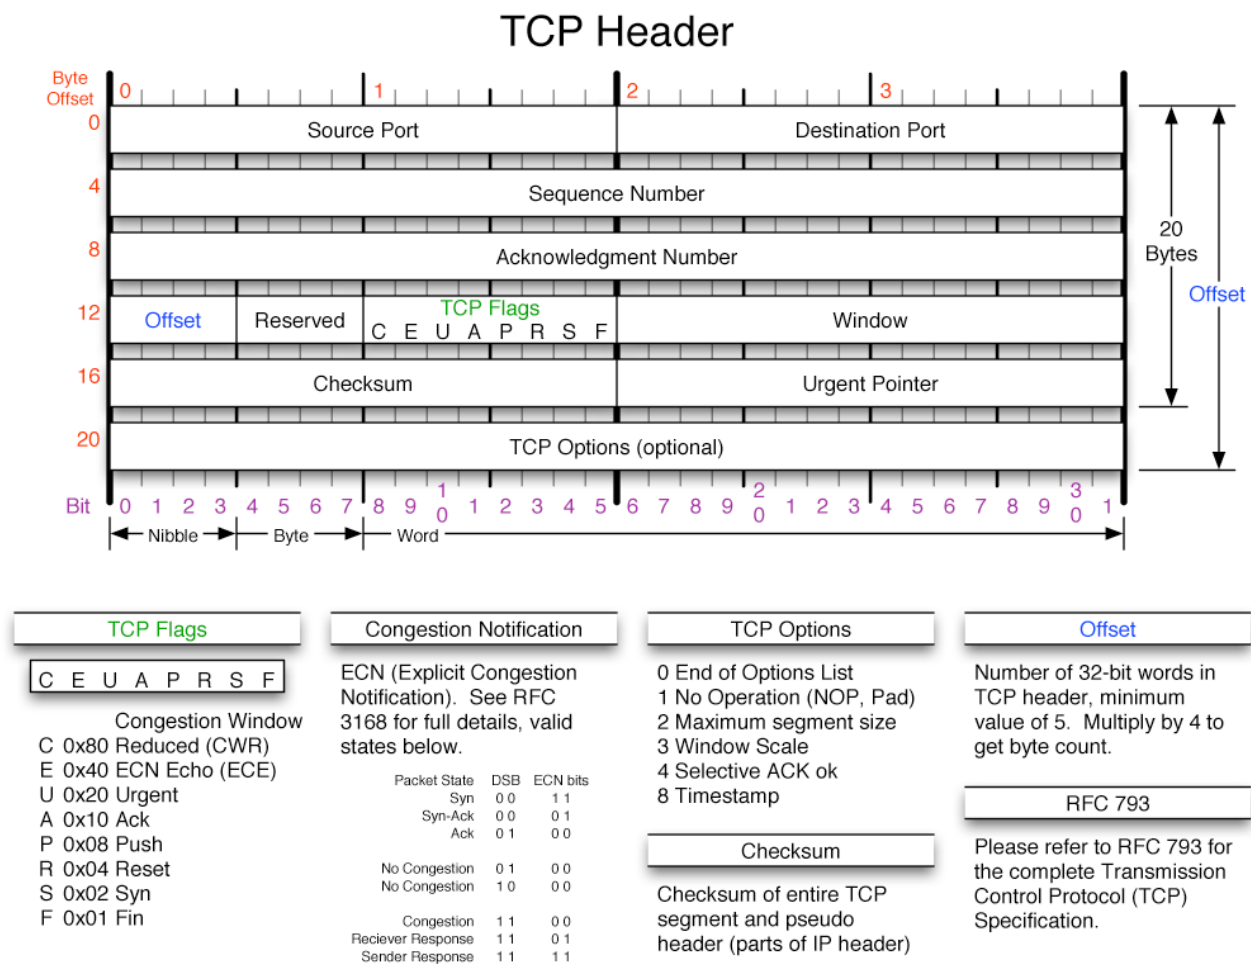 TCP Header
Byte
Offset
0 1 2 3
0
Source Port Destination Port
4
Sequence Number
8
Acknowledgment Number
20
Bytes
Offset
12
Offset Reserved TCP Flags Window
C E U A P R S F
16
Checksum Urgent Pointer
20
TCP Options (optional)
Bit 0 1 2 3 4 5 6 7 8 9 10 1 2 3 4 5 6 7 8 9 20 1 2 3 4 5 6 7 8 9 30 1
Nibble Byte Word
TCP Flags
C E U A P R S F
Congestion Window
C 0x80 Reduced (CWR)
E 0x40 ECN Echo (ECE)
U 0x20 Urgent
A 0x10 Ack
P 0x08 Push
R 0x04 Reset
S 0x02 Syn
F 0x01 Fin
Congestion Notification
ECN (Explicit Congestion
Notification). See RFC
3168 for full details, valid
states below.
Packet State DSB ECN bits
Syn 0 0 1 1
Syn-Ack 0 0 0 1
Ack 0 1 0 0
No Congestion 0 1 0 0
No Congestion 1 0 0 0
Congestion 1 1 0 0
Reciever Response 1 1 0 1
Sender Response 1 1 1 1
TCP Options
0 End of Options List
1 No Operation (NOP, Pad)
2 Maximum segment size
3 Window Scale
4 Selective ACK ok
8 Timestamp
Checksum
Checksum of entire TCP
segment and pseudo
header (parts of IP header)
Offset
Number of 32-bit words in
TCP header, minimum
value of 5. Multiply by 4 to
get byte count.
RFC 793
Please refer to RFC 793 for
the complete Transmission
Control Protocol (TCP)
Specification.